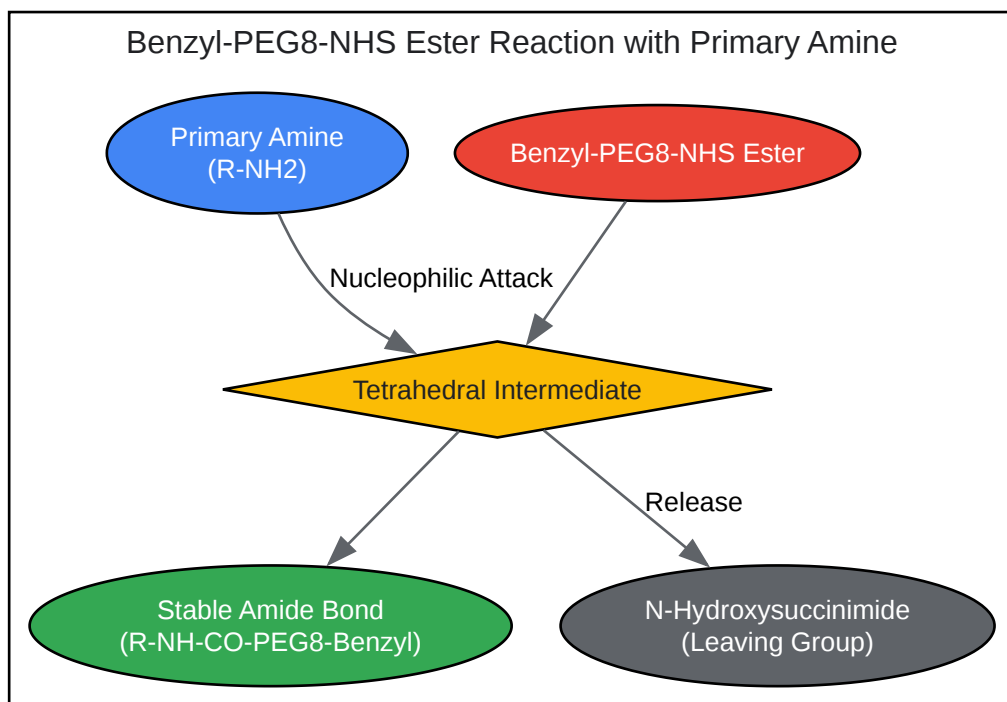 Benzyl-PEG8-NHS Ester Reaction with Primary Amine
Primary Amine
(R-NH2)
Benzyl-PEG8-NHS Ester
Nucleophilic Attack
Tetrahedral Intermediate
Release
Stable Amide Bond
(R-NH-CO-PEG8-Benzyl)
N-Hydroxysuccinimide
(Leaving Group)